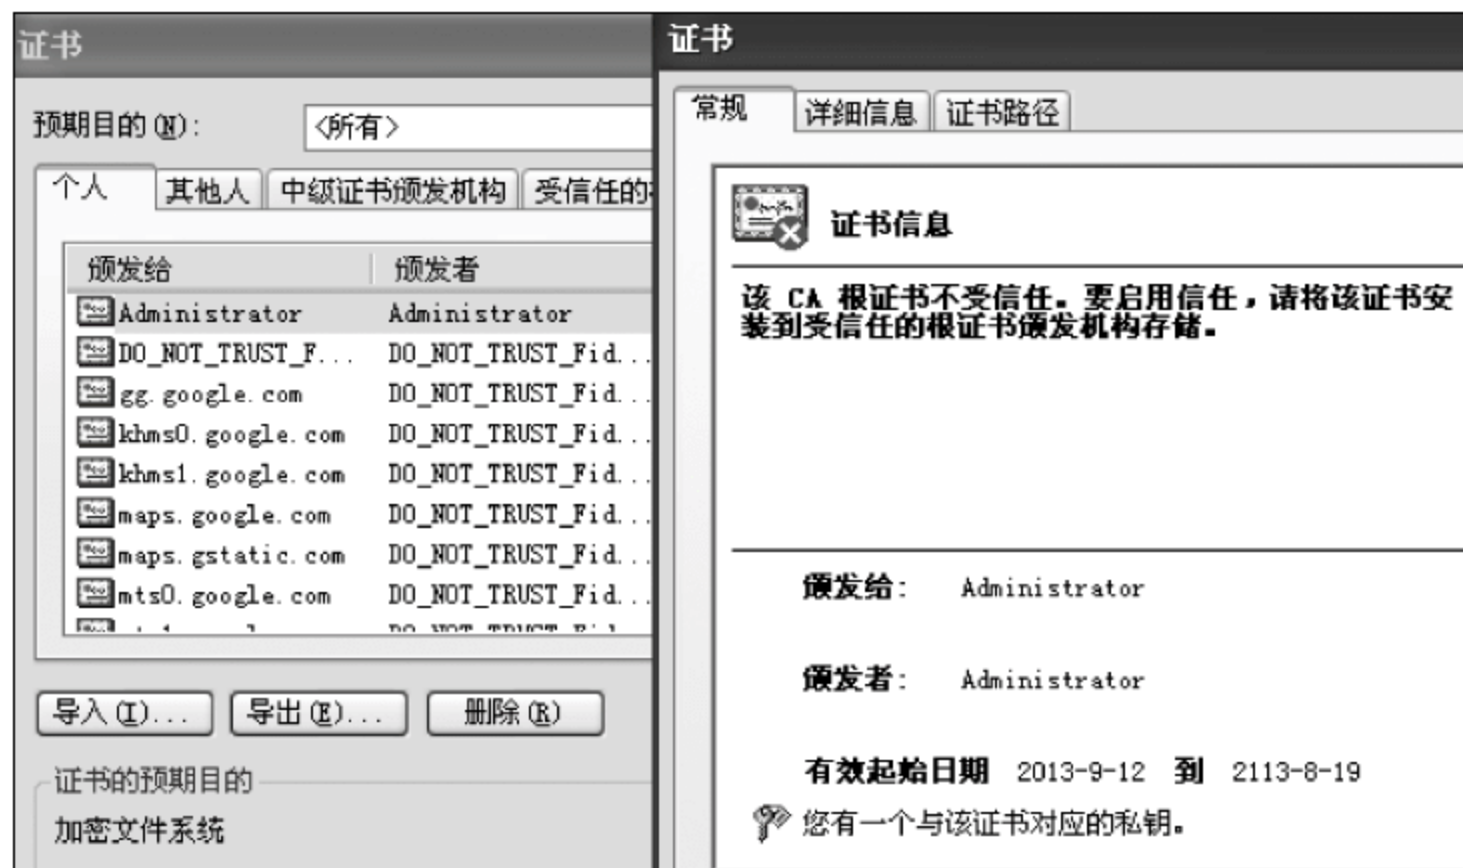 证书
预期目的(N):
<所有>
个人
其他人
中级证书颁发机构
受信任的
颁发给
颁发者
Administrator
Administrator
DO_NOT_TRUST_F...
DO_NOT_TRUST_Fid...
gg.google.com
DO_NOT_TRUST_Fid...
khms0.google.com
DO_NOT_TRUST_Fid...
khms1.google.com
DO_NOT_TRUST_Fid...
maps.google.com
DO_NOT_TRUST_Fid...
maps.gstatic.com
DO_NOT_TRUST_Fid...
mts0.google.com
DO_NOT_TRUST_Fid...
导入(I)...
导出(E)...
删除(R)
证书的预期目的
加密文件系统
证书
常规
详细信息
证书路径
证书信息
该 CA 根证书不受信任。要启用信任，请将该证书安
装到受信任的根证书颁发机构存储。
颁发给: Administrator
颁发者: Administrator
有效起始日期 2013-9-12 到 2113-8-19
您有一个与该证书对应的私钥。